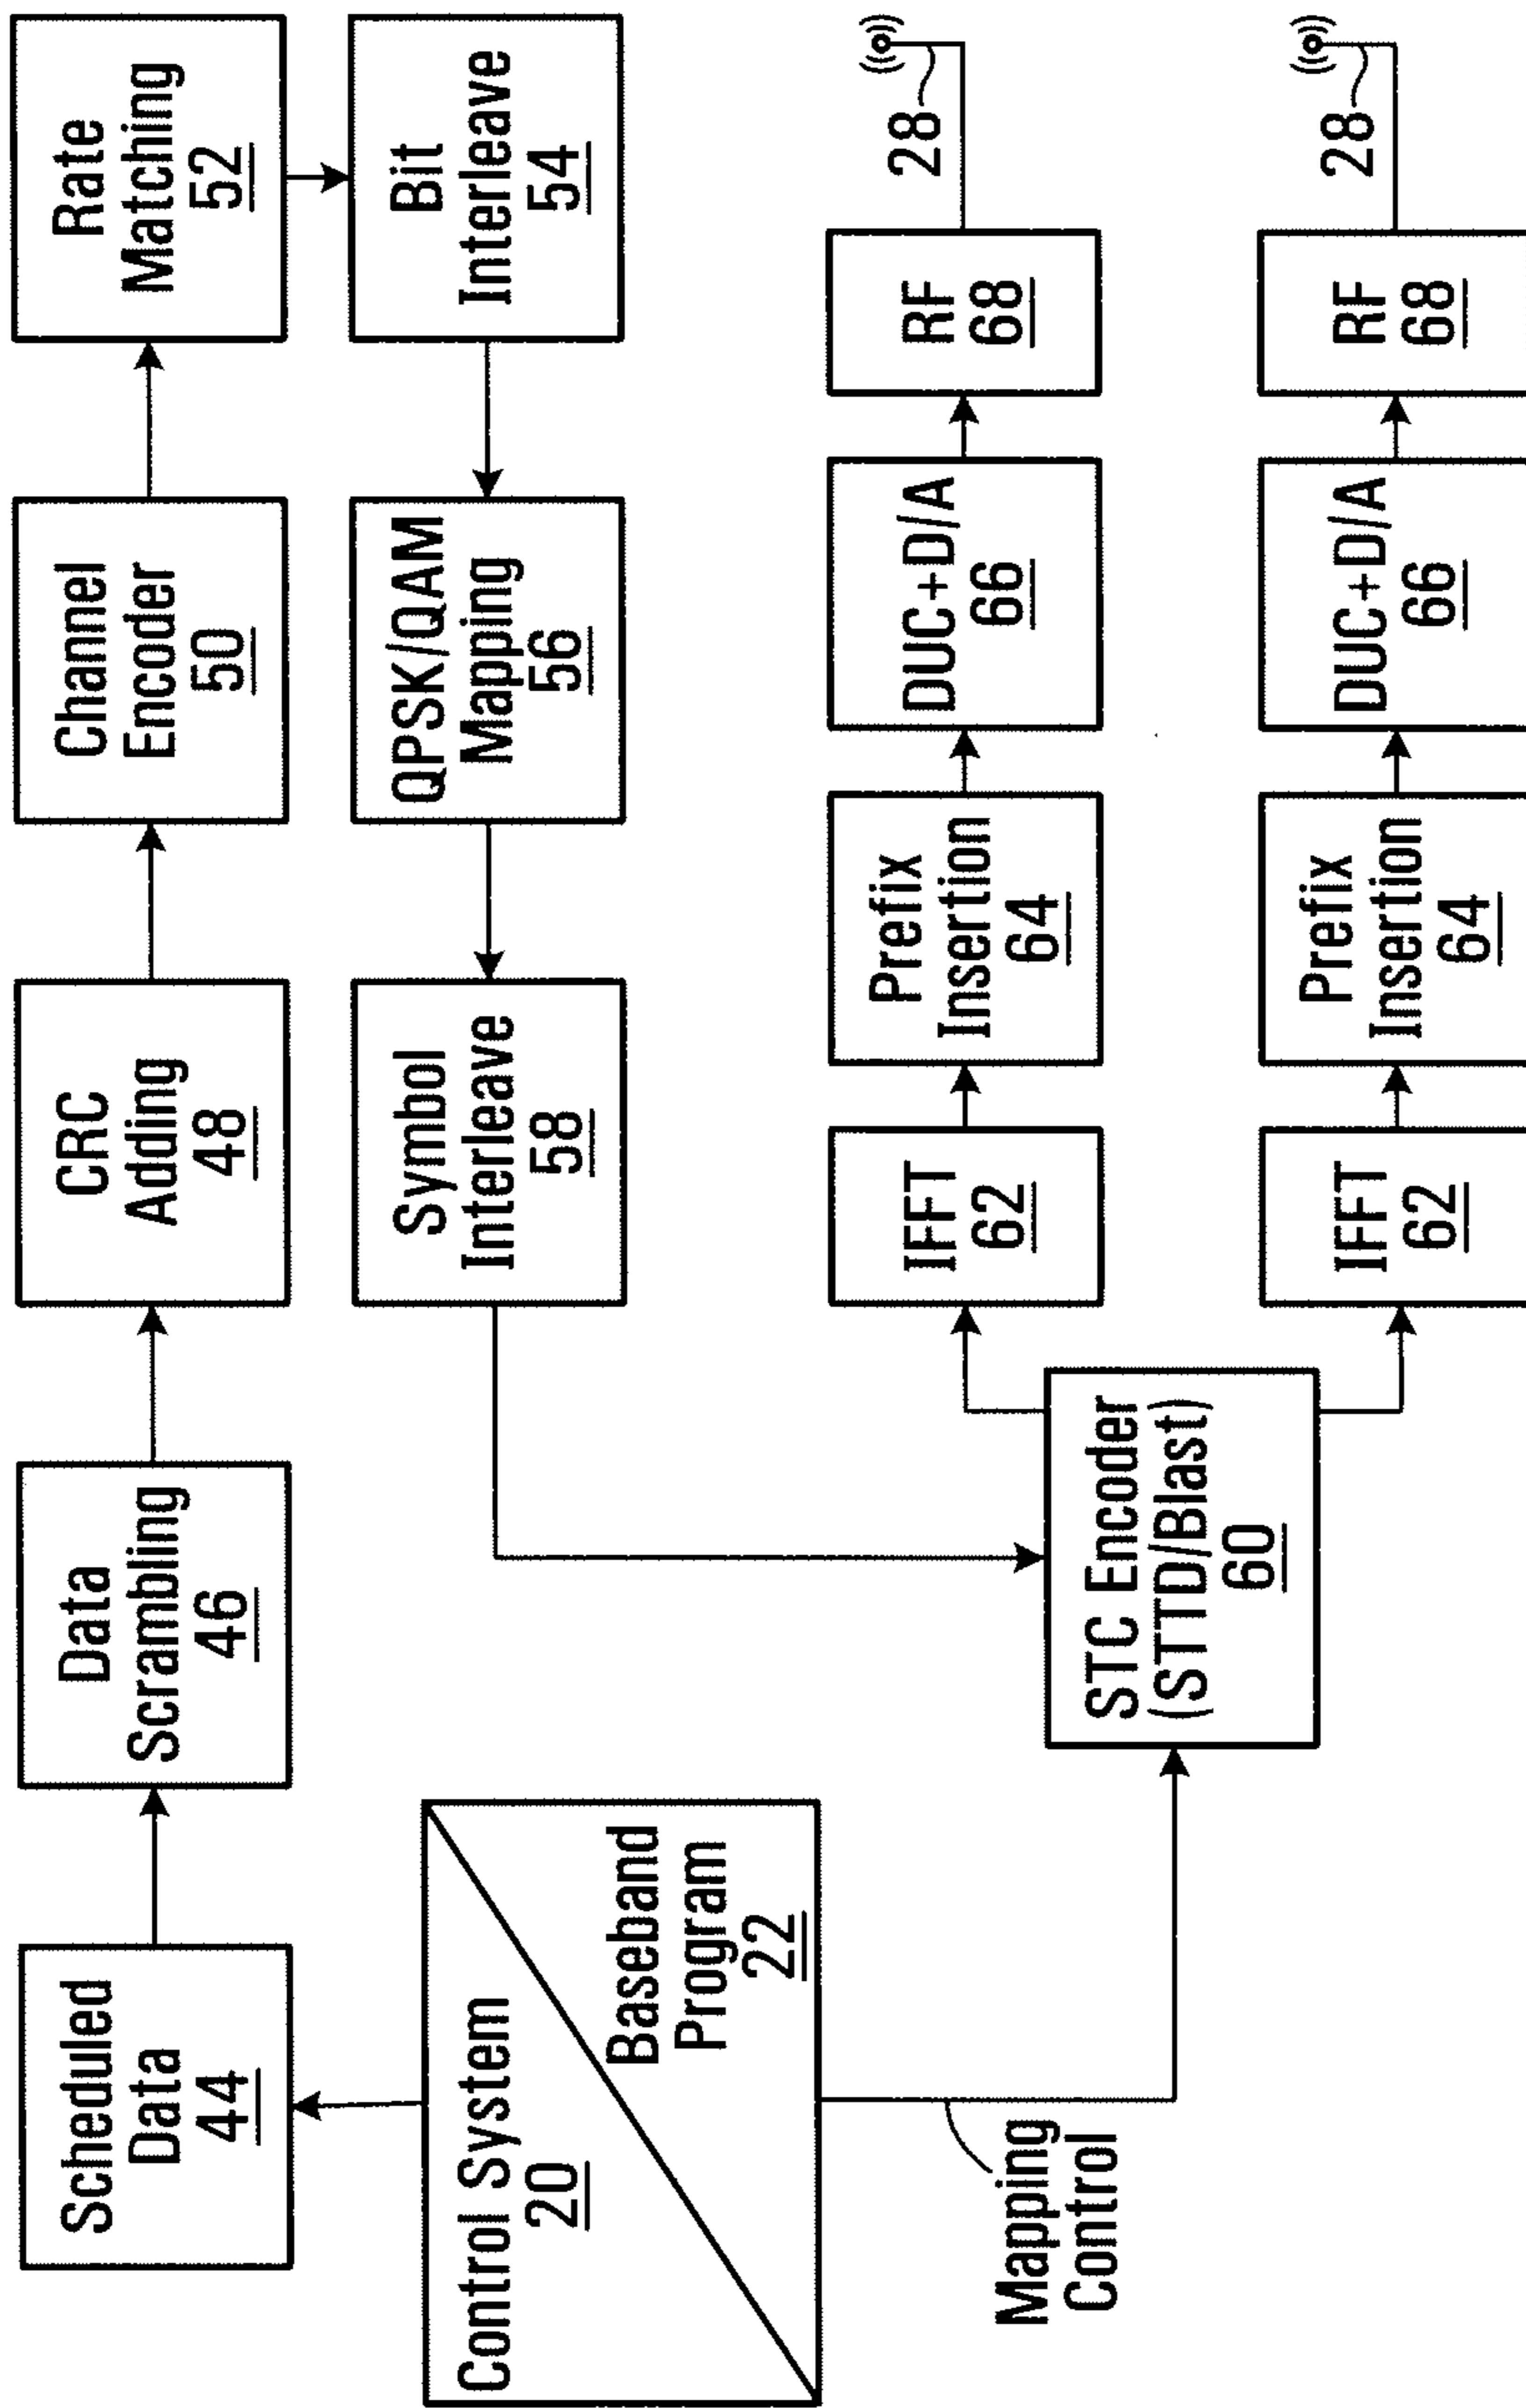 Scheduled
Data
44
Data
Scrambling
46
CRC
Adding
48
Channel
Encoder
50
Rate
Matching
52
Control System
20
Baseband
Program
22
Symbol
Interleave
58
QPSK/QAM
Mapping
56
Bit
Interleave
54
Mapping
Control
STC Encoder
(STTD/Blast)
60
IFFT
62
Prefix
Insertion
64
DUC+D/A
66
RF
68
28
IFFT
62
Prefix
Insertion
64
DUC+D/A
66
RF
68
28